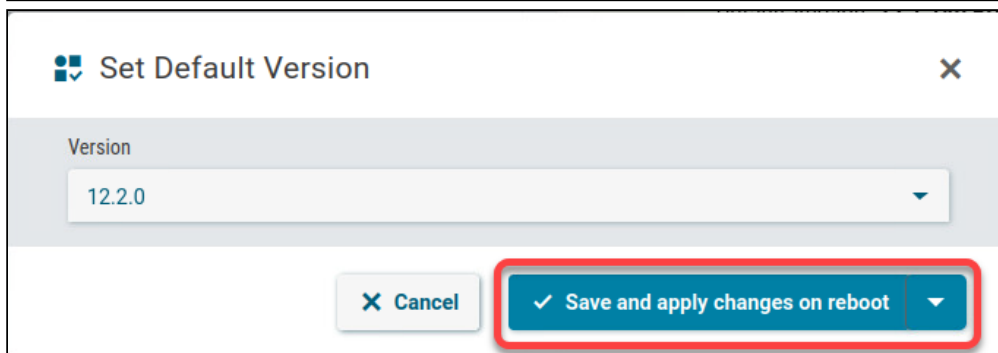 Set Default Version
Version
12.2.0
Cancel
Save and apply changes on reboot